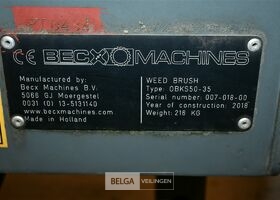 CE BECX MACHINES
Manufactured by:
Becx Machines B.V.
5066 GJ Moergestel
0031 (0) 13-5131140
www.becxmachines.com
Made in Holland
WEED BRUSH
Type: OBKS50-35
Serial number: 007-018-00
Year of construction: 2018
Weight: 216 KG
BELGA VEILINGEN